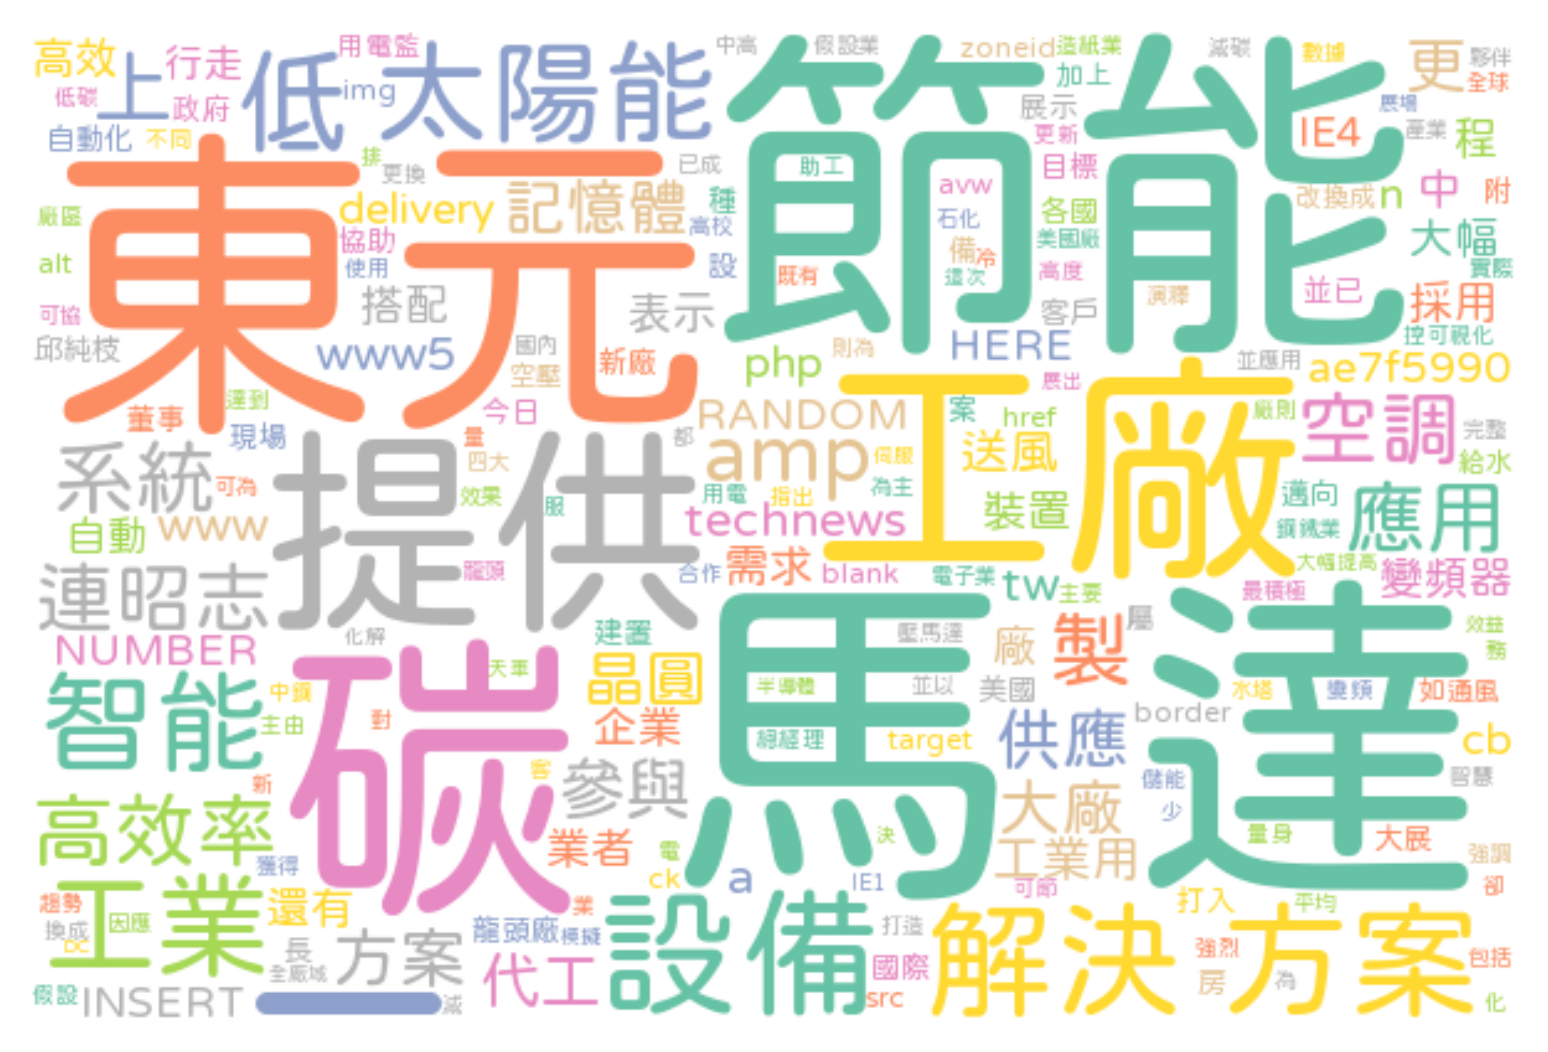 高效
上
行走
低
用電監
img
太陽能
中高
假設業
zoneid
造紙業
減碳
數據
更
夥伴
全球
低碳
政府
加上
展示
展場
自動化
不同
節能
更新
IE4
產業
程
東元
排
更換
已成
助工
目標
改換成
n
中
附
廠區
delivery
記憶體
種
avw
各國
協助
高校
石化
美國廠
大幅
alt
使用
設
備
冷
既有
這次
高度
實際
可協
搭配
表示
客戶
演釋
並已
採用
控可視化
邱純枝
www5
國內
空壓
新廠
php
則為
HERE
並應用
ae7f5990
展出
達到
董事
現場
今日
量
RANDOM
案
href
工廠
廠則
空調
完整
系統
可為
提供
四大
都
amp
伺服
送風
給水
自動
www
效果
服
用電
指出
為主
裝置
邁向
應用
technews
鋼鐵業
連昭志
龍頭
合作
需求
blank
電子業
tw
主要
大幅提高
變頻器
最積極
NUMBER
化解
建置
馬達
壓馬達
廠
製
屬
效益
務
智能
中鋼
主由
碳
天車
對
晶圓
企業
半導體
並以
美國
水塔
變頻
如通風
總經理
target
供應
border
cb
新
客
參與
儲能
少
智慧
高效率
獲得
業者
電
決
大廠
量身
大展
工業用
強調
ck
a
IE1
可節
卻
趨勢
換成
DC
因應
工業
還有
業
龍頭廠
模擬
設備
打造
打入
平均
長
全廠域
方案
代工
國際
解決方案
強烈
房
為
包括
假設
INSERT
減
src
化